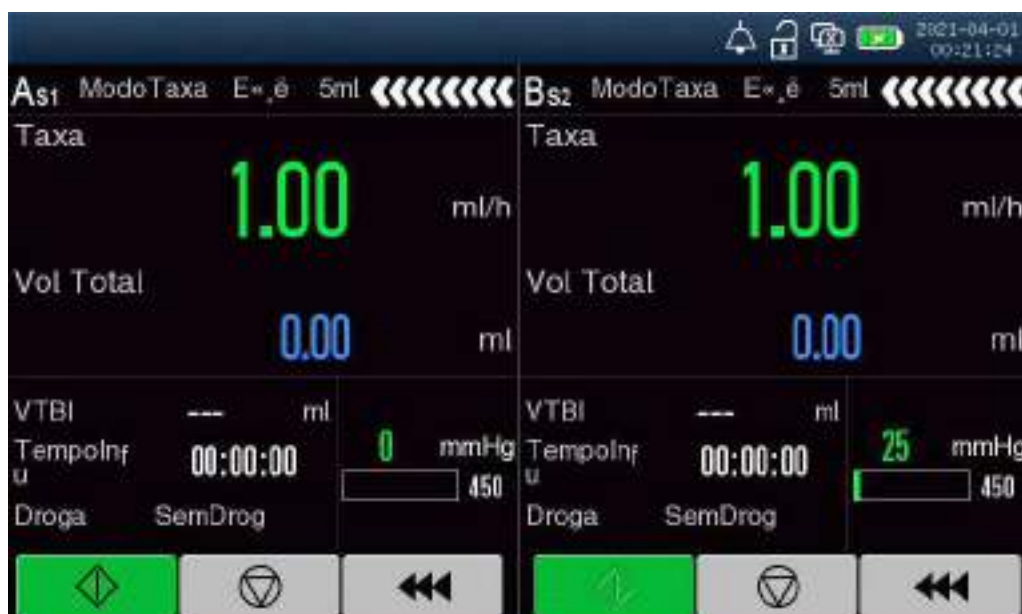 2021-04-01
00:21:24
As1 ModoTaxa E«¸ê 5ml
Taxa
1.00 ml/h
Vol Total
0.00 ml
VTBI --- ml
TempoInf
u
00:00:00
0 mmHg
450
Droga SemDrog
Bs2 ModoTaxa E«¸ê 5ml
Taxa
1.00 ml/h
Vol Total
0.00 ml
VTBI --- ml
TempoInf
u
00:00:00
25 mmHg
450
Droga SemDrog